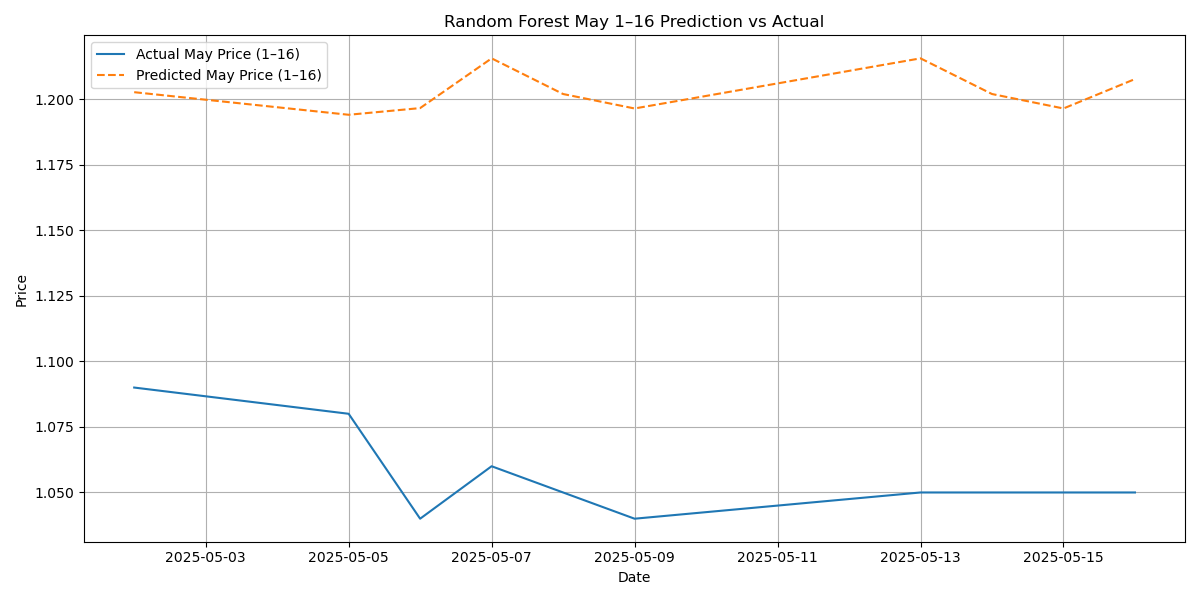 Random Forest May 1–16 Prediction vs Actual
Actual May Price (1–16)
Predicted May Price (1–16)
Price
1.200
1.175
1.150
1.125
1.100
1.075
1.050
2025-05-03 2025-05-05 2025-05-07 2025-05-09 2025-05-11 2025-05-13 2025-05-15
Date